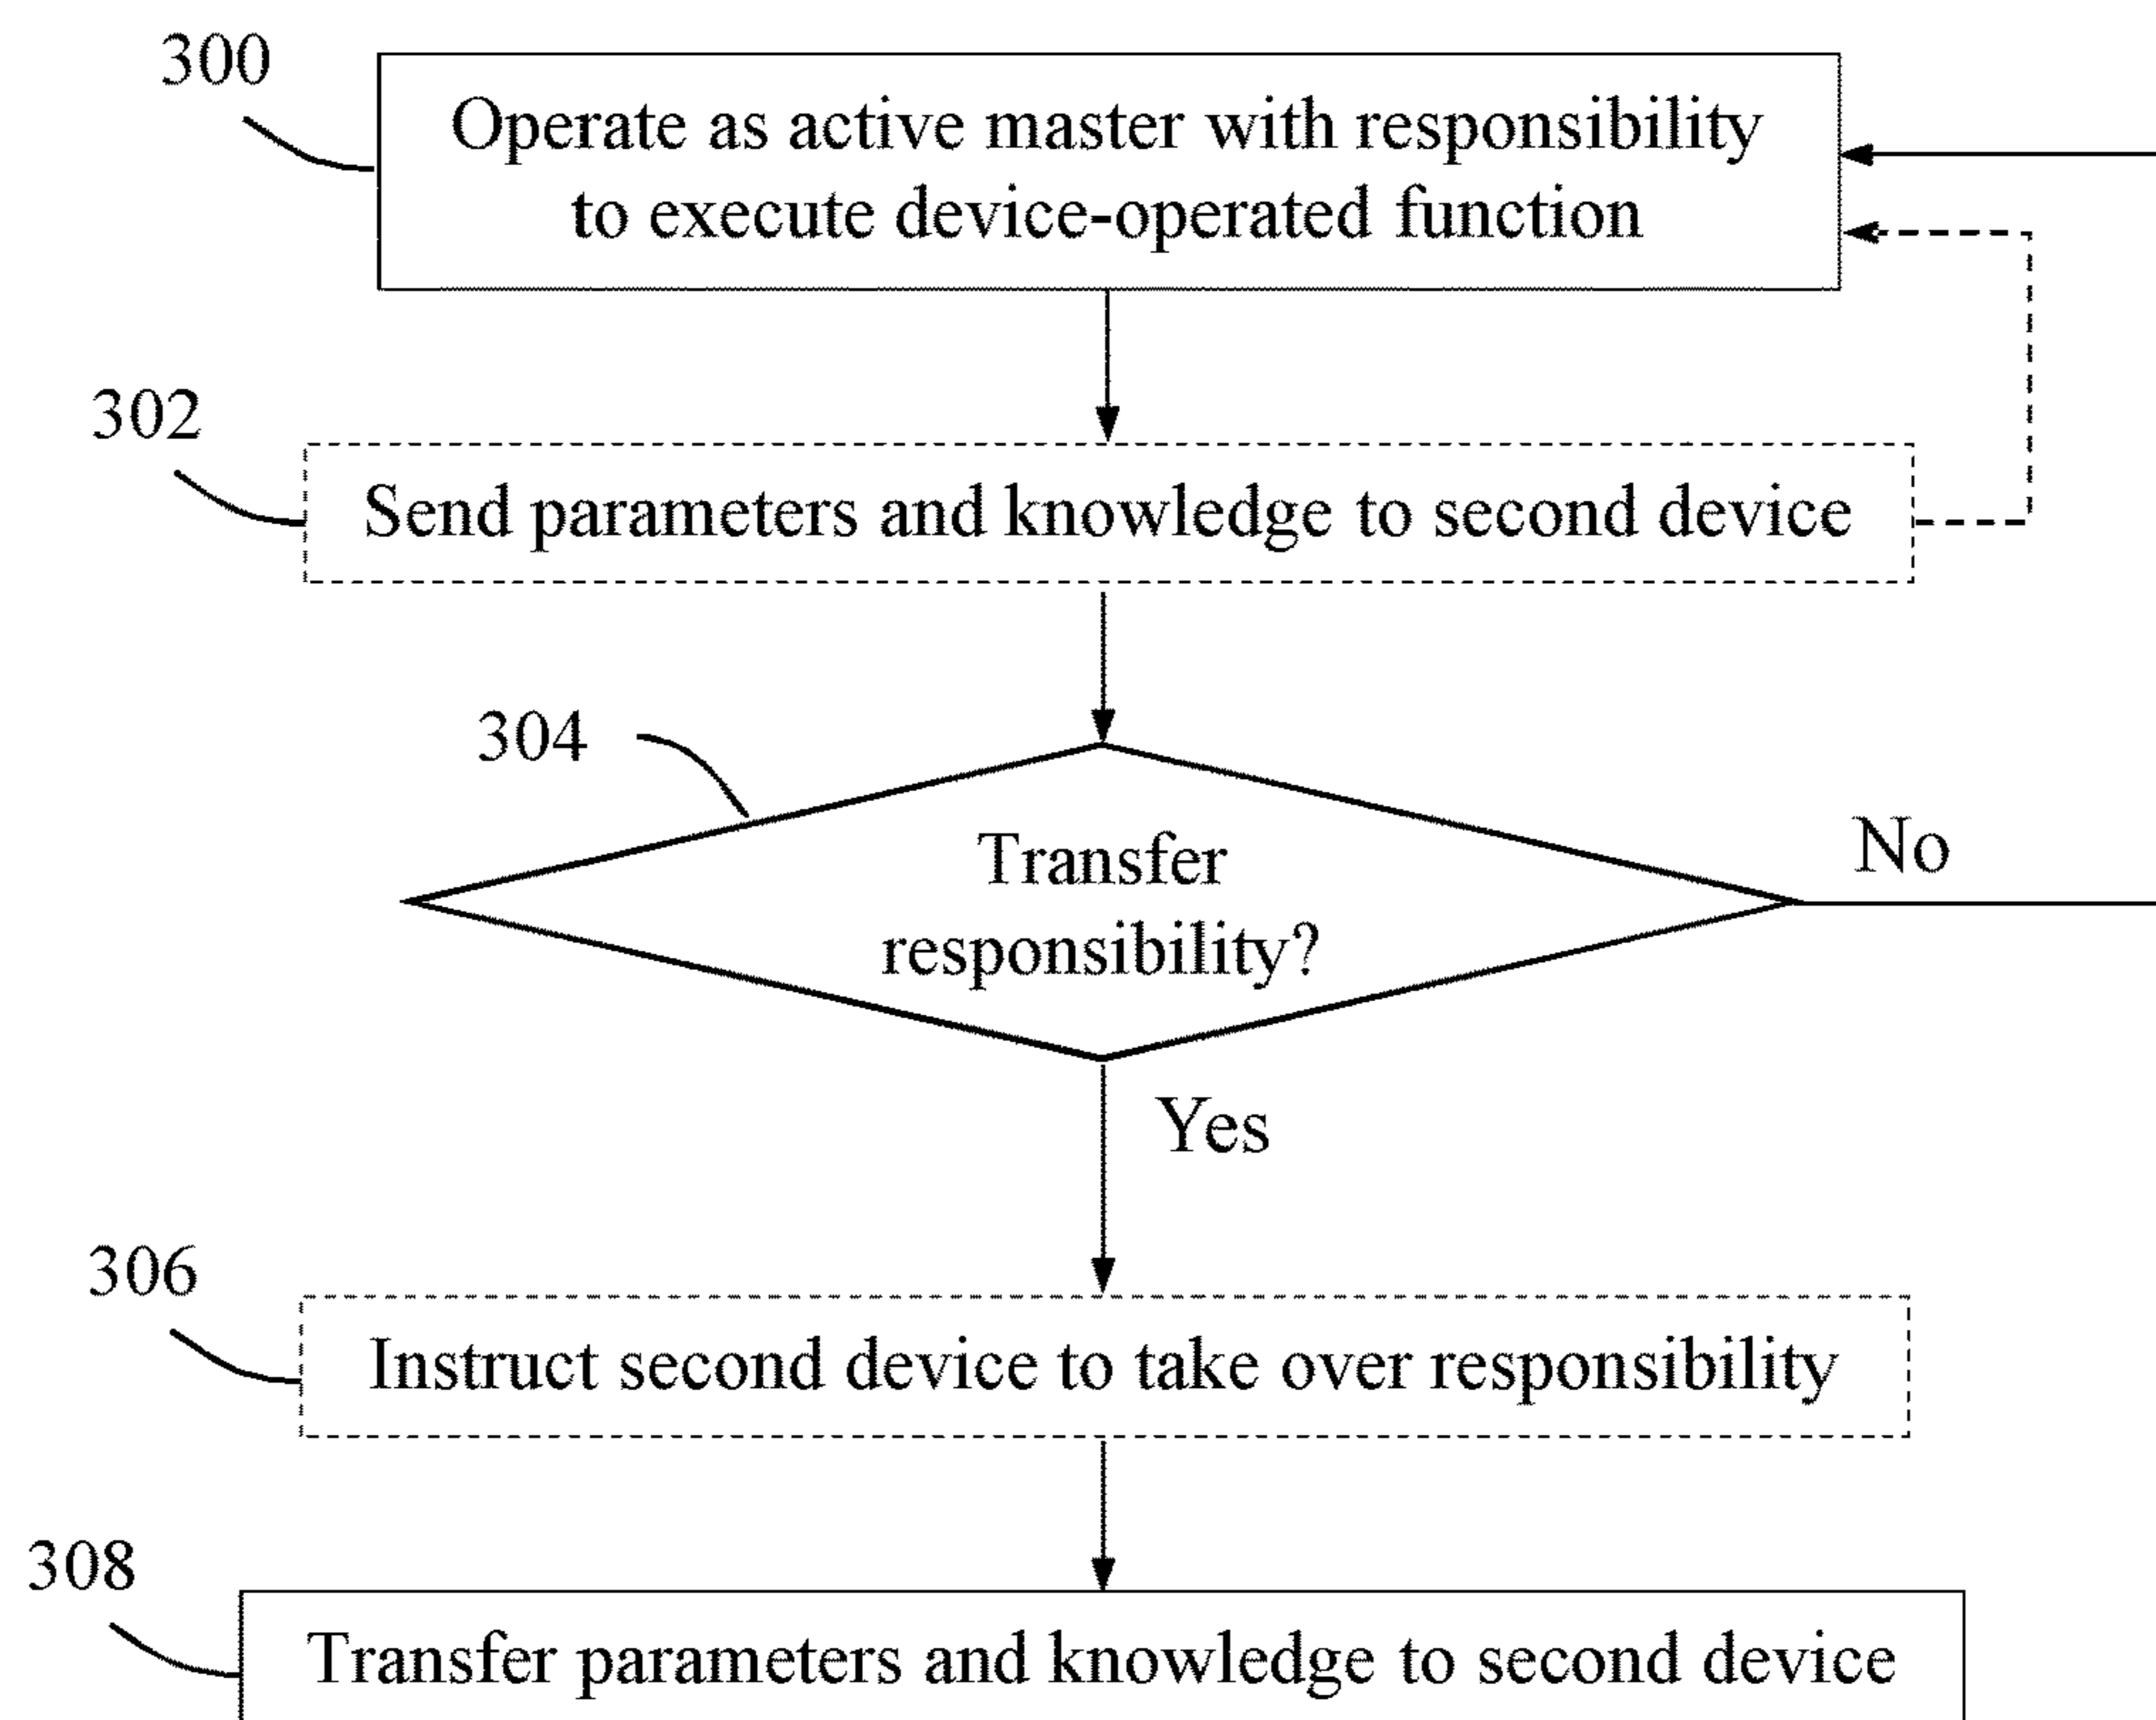 300
Operate as active master with responsibility
to execute device-operated function
302
Send parameters and knowledge to second device
304
Transfer
responsibility?
No
Yes
306
Instruct second device to take over responsibility
308
Transfer parameters and knowledge to second device